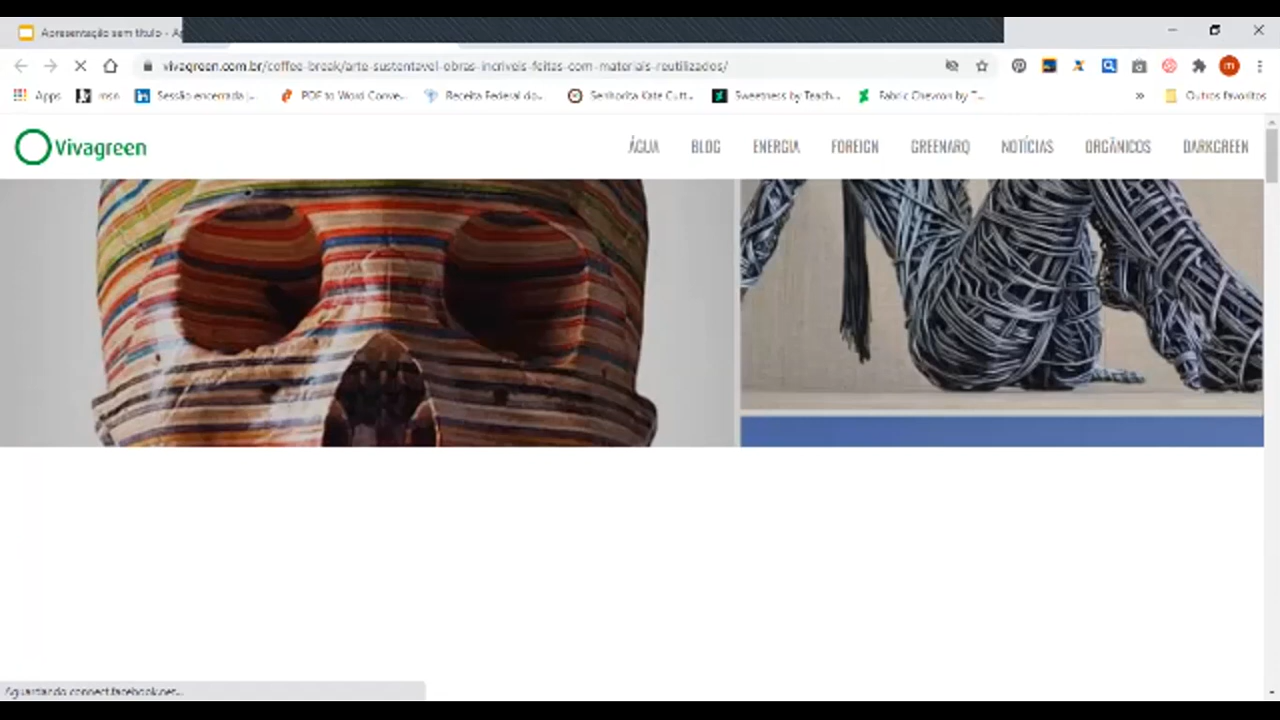 Apresentação sem título - Ap
vivagreen.com.br/coffee-break/arte-sustentavel-obras-incriveis-feitas-com-materiais-reutilizados/
Apps msn Sessão encerrada |... PDF to Word Conve... Receita Federal do... Senhorita Kate Cutt... Sweetness by Teach... Fabric Chevron by T... » Outros favoritos
Vivagreen ÁGUA BLOG ENERGIA FOREIGN GREENARQ NOTÍCIAS ORGÂNICOS DARKGREEN
Aguardando connect.facebook.net...